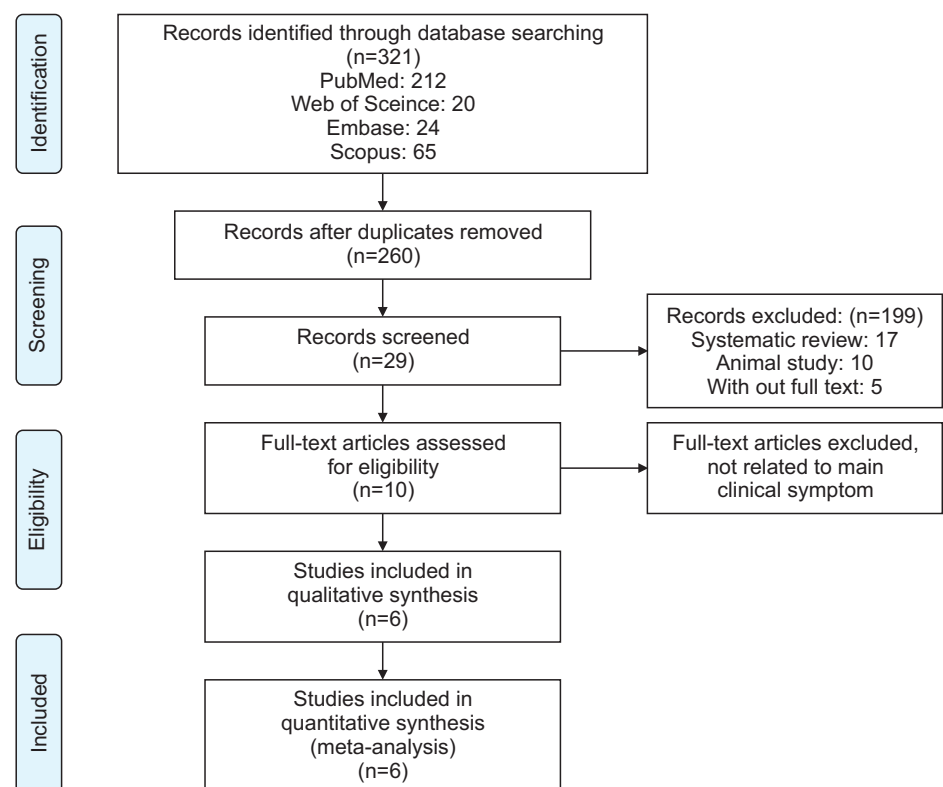 Identification
Records identified through database searching
(n=321)
PubMed: 212
Web of Sceince: 20
Embase: 24
Scopus: 65
Screening
Records after duplicates removed
(n=260)
Records screened
(n=29)
Records excluded: (n=199)
Systematic review: 17
Animal study: 10
With out full text: 5
Eligibility
Full-text articles assessed
for eligibility
(n=10)
Full-text articles excluded,
not related to main
clinical symptom
Studies included in
qualitative synthesis
(n=6)
Included
Studies included in
quantitative synthesis
(meta-analysis)
(n=6)